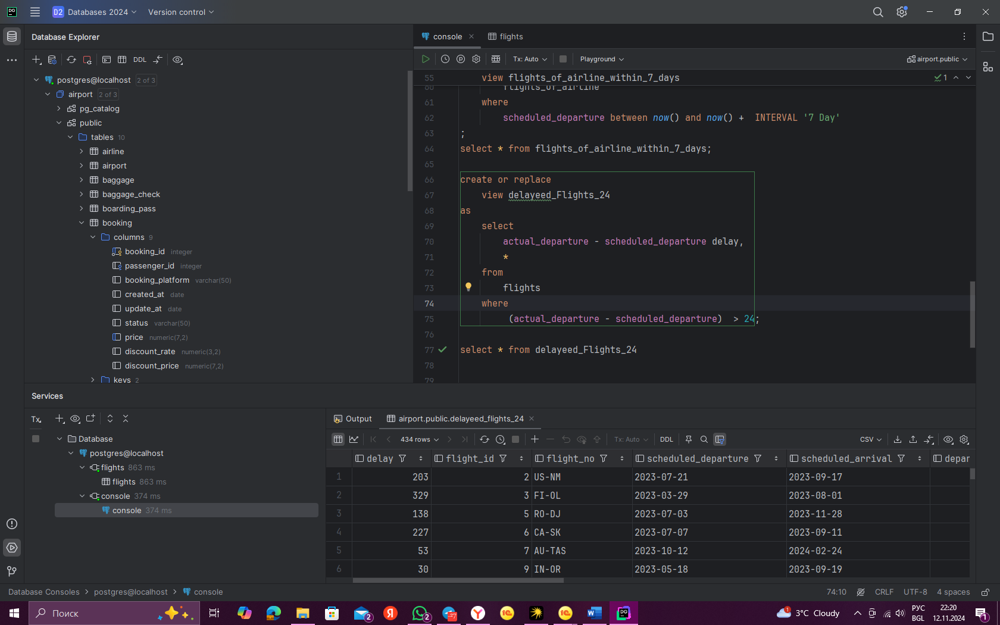 DG
D2 Databases 2024
Version control
Database Explorer
DDL
postgres@localhost 2 of 3
airport 2 of 3
pg_catalog
public
tables 10
airline
airport
baggage
baggage_check
boarding_pass
booking
columns 9
booking_id integer
passenger_id integer
booking_platform varchar(50)
created_at date
update_at date
status varchar(50)
price numeric(7,2)
discount_rate numeric(3,2)
discount_price numeric(7,2)
keys 2
console
flights
Tx: Auto
Playground
airport.public
55 view flights_of_airline_within_7_days
1
60 flights_of_airline
61 where
62 scheduled_departure between now() and now() + INTERVAL '7 Day'
63 ;
64 select * from flights_of_airline_within_7_days;
65
66 create or replace
67 view delayeed_Flights_24
68 as
69 select
70 actual_departure - scheduled_departure delay,
71 *
72 from
73 flights
74 where
75 (actual_departure - scheduled_departure) > 24;
76
77 select * from delayeed_Flights_24
78
79
Services
Tx
Database
postgres@localhost
flights 863 ms
flights 863 ms
console 374 ms
console 374 ms
Output
airport.public.delayeed_flights_24
434 rows
Tx: Auto
DDL
CSV
delay flight_id flight_no scheduled_departure scheduled_arrival depar
1 203 2 US-NM 2023-07-21 2023-09-17
2 329 3 FI-OL 2023-03-29 2023-08-01
3 138 5 RO-DJ 2023-07-03 2023-11-28
4 227 6 CA-SK 2023-07-07 2023-09-11
5 53 7 AU-TAS 2023-10-12 2024-02-24
6 30 9 IN-OR 2023-05-18 2023-09-19
Database Consoles > postgres@localhost > console
74:10 CRLF UTF-8 4 spaces
Поиск
2
Я
2
27
Y
1С
1С
W
DG
1
3°C Cloudy
РУС
BGL
22:20
12.11.2024
1